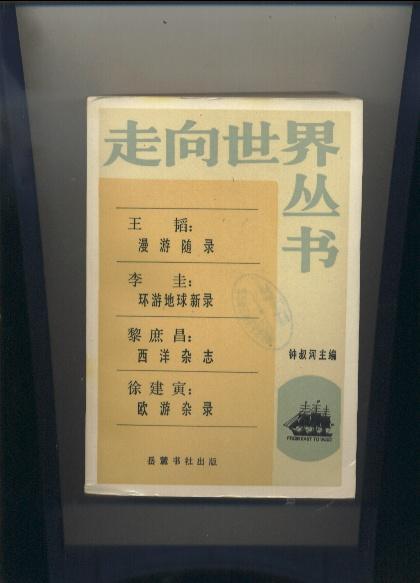 走向世界
丛书
王韬：
漫游随录
李圭：
环游地球新录
黎庶昌：
西洋杂志
徐建寅：
欧游杂录
钟叔河主编
FROM EAST TO WEST
岳麓书社出版